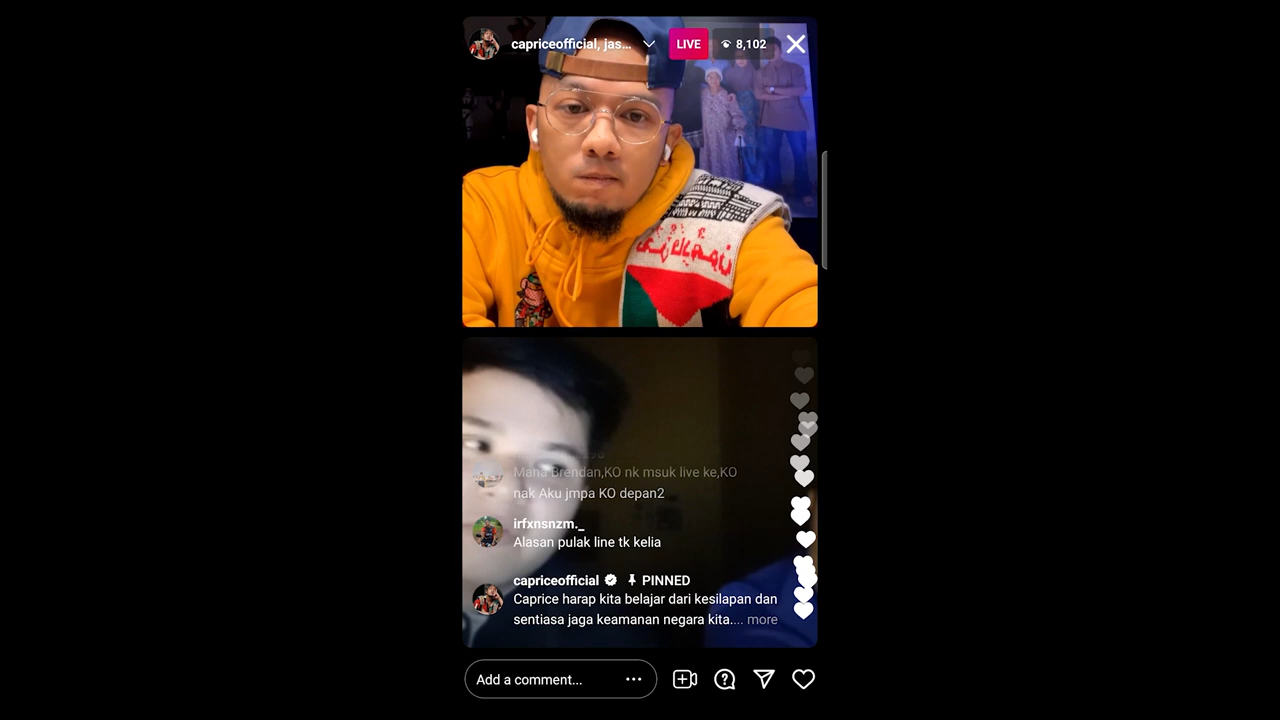 capriceofficial, jas...
LIVE
8,102
Mana Brendan,KO nk msuk live ke,KO
nak Aku jmpa KO depan2
irfxnsnzm._
Alasan pulak line tk kelia
capriceofficial PINNED
Caprice harap kita belajar dari kesilapan dan
sentiasa jaga keamanan negara kita.... more
Add a comment...